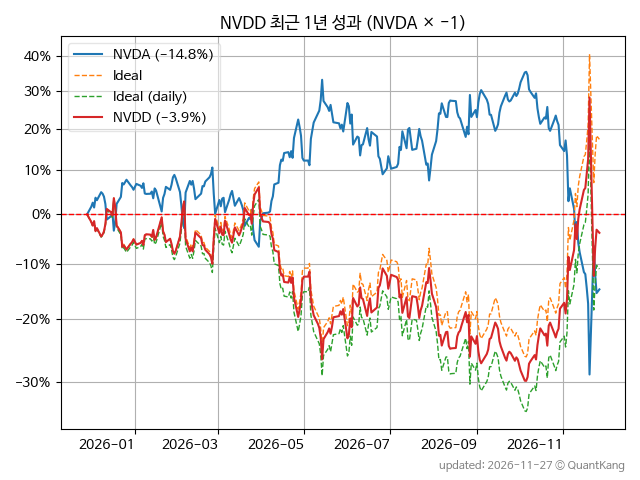 NVDD 최근 1년 성과 (NVDA × −1)
NVDA (−14.8%)
Ideal
Ideal (daily)
NVDD (−3.9%)
40%
30%
20%
10%
0%
−10%
−20%
−30%
2026-01 2026-03 2026-05 2026-07 2026-09 2026-11
updated: 2026-11-27 © QuantKang